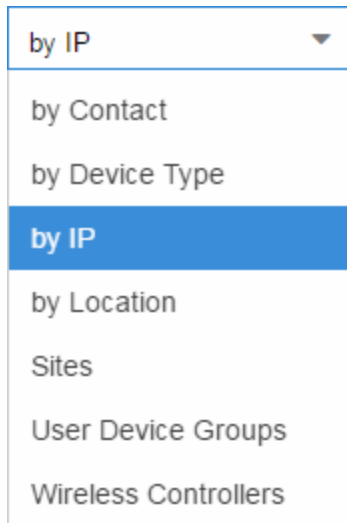 by IP
by Contact
by Device Type
by IP
by Location
Sites
User Device Groups
Wireless Controllers